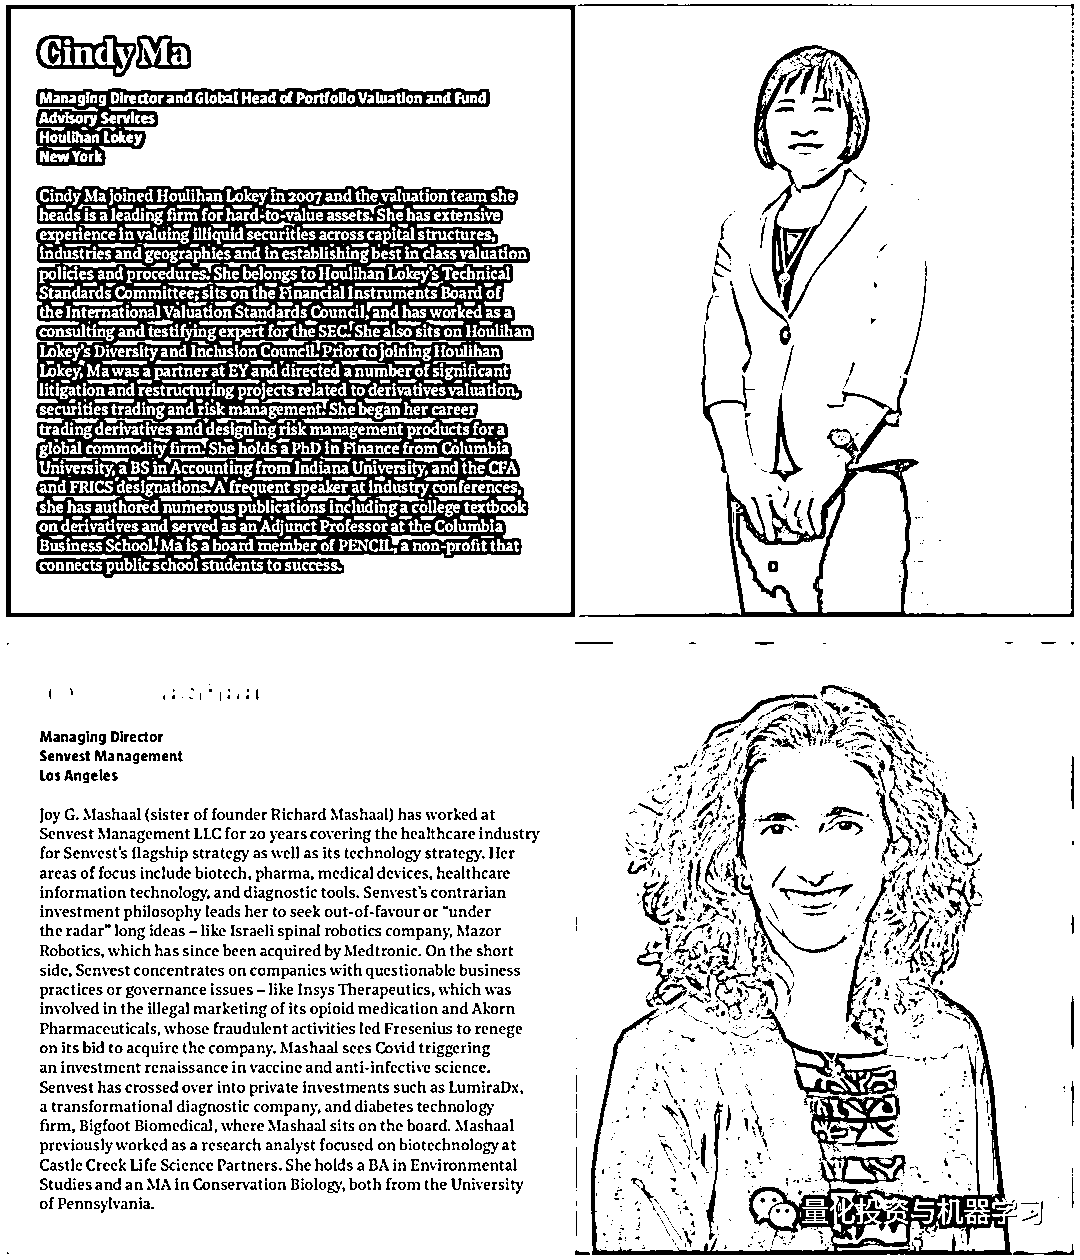 Cindy Ma
Managing Director and Global Head of Portfolio Valuation and Fund
Advisory Services
Houlihan Lokey
New York
Cindy Ma joined Houlihan Lokey in 2007 and the valuation team she
heads is a leading firm for hard-to-value assets. She has extensive
experience in valuing illiquid securities across capital structures,
industries and geographies and in establishing best in class valuation
policies and procedures. She belongs to Houlihan Lokey's Technical
Standards Committee; sits on the Financial Instruments Board of
the International Valuation Standards Council, and has worked as a
consulting and testifying expert for the SEC. She also sits on Houlihan
Lokey's Diversity and Inclusion Council. Prior to joining Houlihan
Lokey, Ma was a partner at EY and directed a number of significant
litigation and restructuring projects related to derivatives valuation,
securities trading and risk management. She began her career
trading derivatives and designing risk management products for a
global commodity firm. She holds a PhD in Finance from Columbia
University, a BS in Accounting from Indiana University, and the CFA
and FRICS designations. A frequent speaker at industry conferences,
she has authored numerous publications including a college textbook
on derivatives and served as an Adjunct Professor at the Columbia
Business School. Ma is a board member of PENCIL, a non-profit that
connects public school students to success.
Managing Director
Senvest Management
Los Angeles
Joy G. Mashaal (sister of founder Richard Mashaal) has worked at
Senvest Management LLC for 20 years covering the healthcare industry
for Senvest's flagship strategy as well as its technology strategy. Her
areas of focus include biotech, pharma, medical devices, healthcare
information technology, and diagnostic tools. Senvest's contrarian
investment philosophy leads her to seek out-of-favour or "under
the radar" long ideas – like Israeli spinal robotics company, Mazor
Robotics, which has since been acquired by Medtronic. On the short
side, Senvest concentrates on companies with questionable business
practices or governance issues – like Insys Therapeutics, which was
involved in the illegal marketing of its opioid medication and Akorn
Pharmaceuticals, whose fraudulent activities led Fresenius to renege
on its bid to acquire the company. Mashaal sees Covid triggering
an investment renaissance in vaccine and anti-infective science.
Senvest has crossed over into private investments such as LumiraDx,
a transformational diagnostic company, and diabetes technology
firm, Bigfoot Biomedical, where Mashaal sits on the board. Mashaal
previously worked as a research analyst focused on biotechnology at
Castle Creek Life Science Partners. She holds a BA in Environmental
Studies and an MA in Conservation Biology, both from the University
of Pennsylvania.
量化投资与机器学习